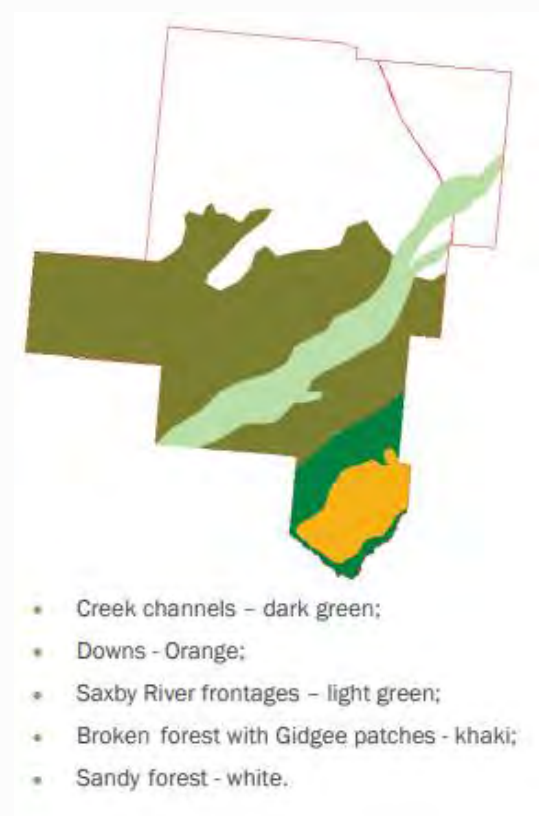 • Creek channels – dark green;
• Downs - Orange;
• Saxby River frontages – light green;
• Broken forest with Gidgee patches - khaki;
• Sandy forest - white.